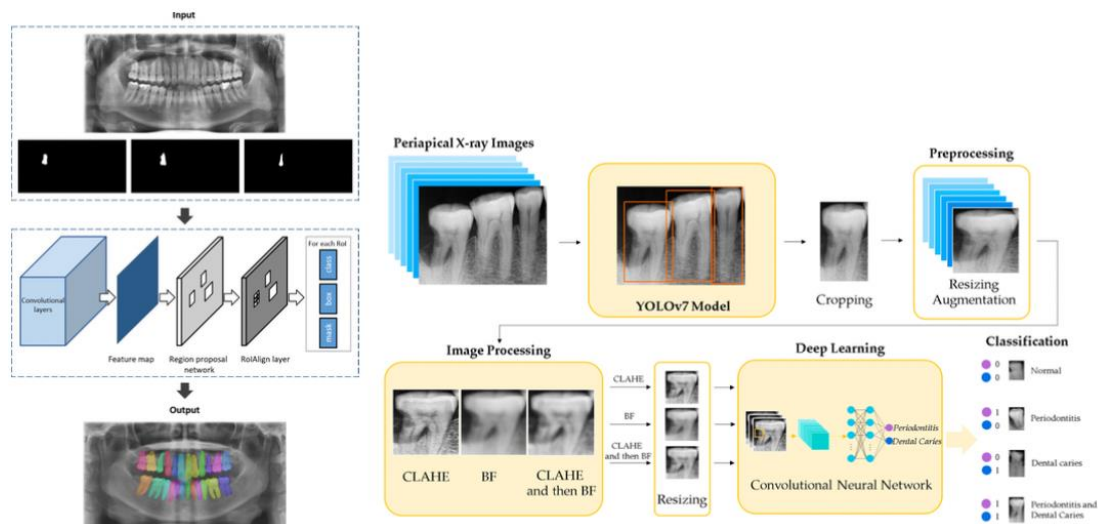 Input
Convolutional
layers
Feature map
Region proposal
network
RoIAlign layer
For each RoI
class
box
mask
Output
Periapical X-ray Images
YOLOv7 Model
Cropping
Preprocessing
Resizing
Augmentation
Image Processing
CLAHE
BF
CLAHE
and then BF
CLAHE
BF
CLAHE
and then BF
Resizing
Deep Learning
Periodontitis
Dental Caries
Convolutional Neural Network
Classification
0
0
Normal
1
0
Periodontitis
0
1
Dental caries
1
1
Periodontitis and
Dental Caries